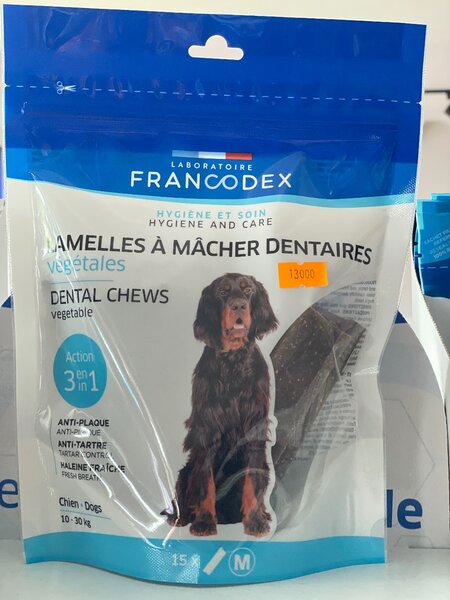 LABORATOIRE
FRANCODEX
HYGIÈNE ET SOIN
HYGIENE AND CARE
LAMELLES À MÂCHER DENTAIRES
végétales
13000
DENTAL CHEWS
vegetable
Action
3 en in 1
ANTI-PLAQUE
ANTI-PLAQUE
ANTI-TARTRE
TARTAR CONTROL
HALEINE FRAÎCHE
FRESH BREATH
Chien - Dogs
10 - 30 kg
15 x
M
le